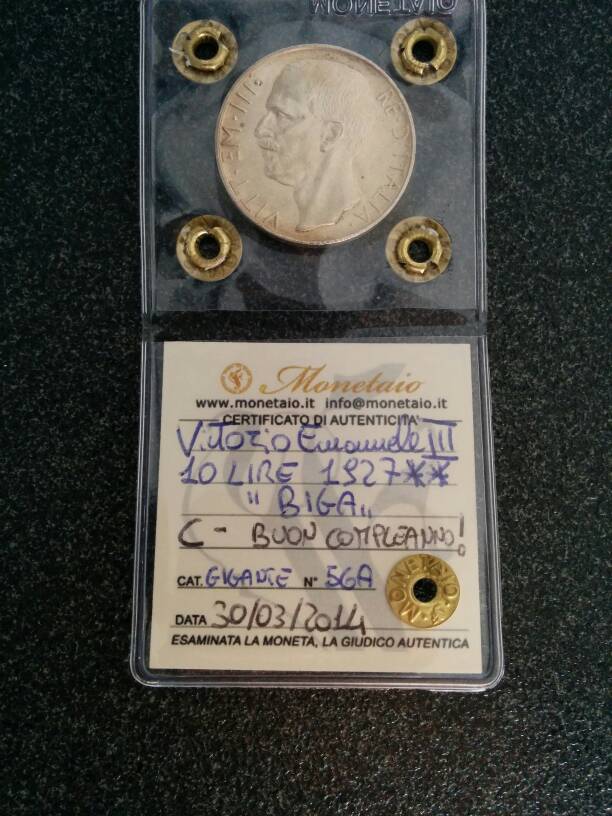 MONETAIO
VITT·EM·III· RE D'ITALIA
Monetaio
www.monetaio.it info@monetaio.it
CERTIFICATO DI AUTENTICITA'
Vittorio Emanuele III
10 LIRE 1927**
"BIGA"
C- BUON COMPLEANNO!
CAT. GIGANTE N° 56A
MONETAIO
DATA 30/03/2014
ESAMINATA LA MONETA, LA GIUDICO AUTENTICA